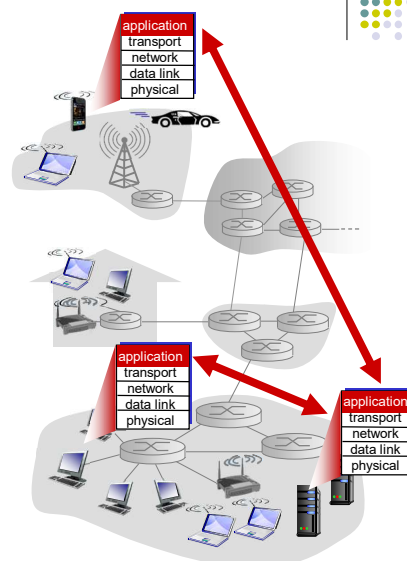 application
transport
network
data link
physical
application
transport
network
data link
physical
application
transport
network
data link
physical